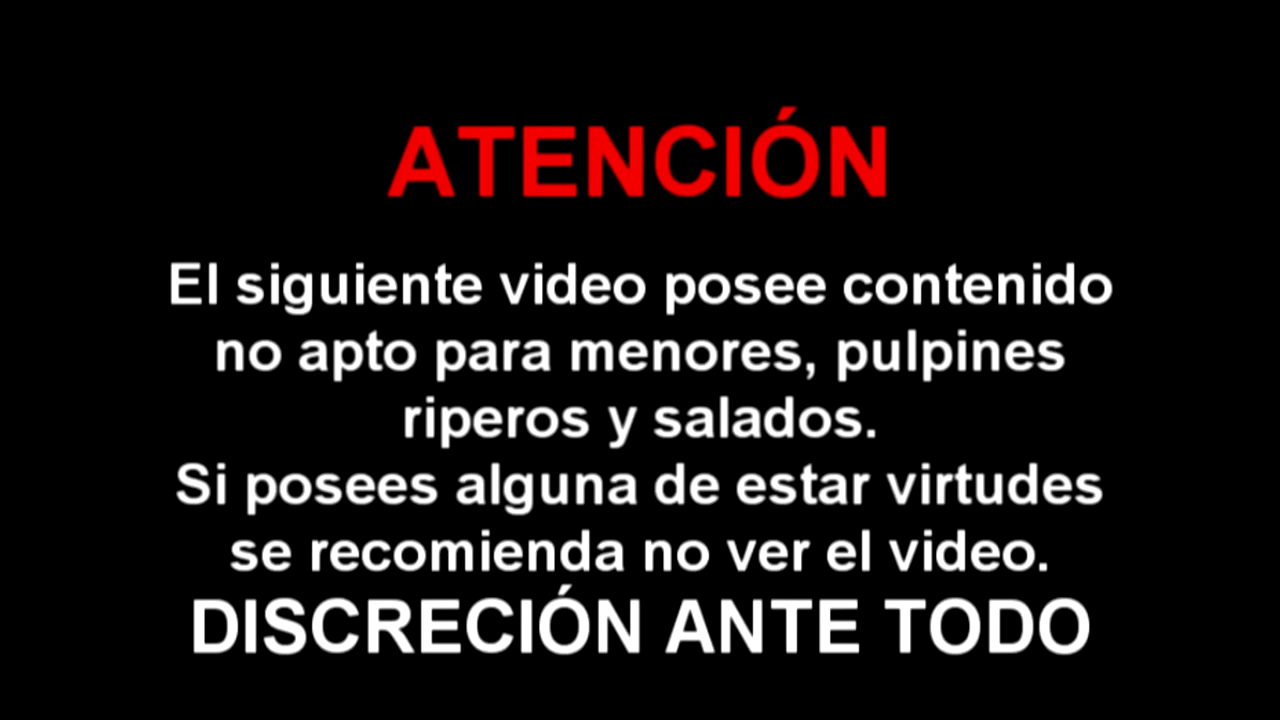 ATENCIÓN
El siguiente video posee contenido
no apto para menores, pulpines
riperos y salados.
Si posees alguna de estar virtudes
se recomienda no ver el video.
DISCRECIÓN ANTE TODO